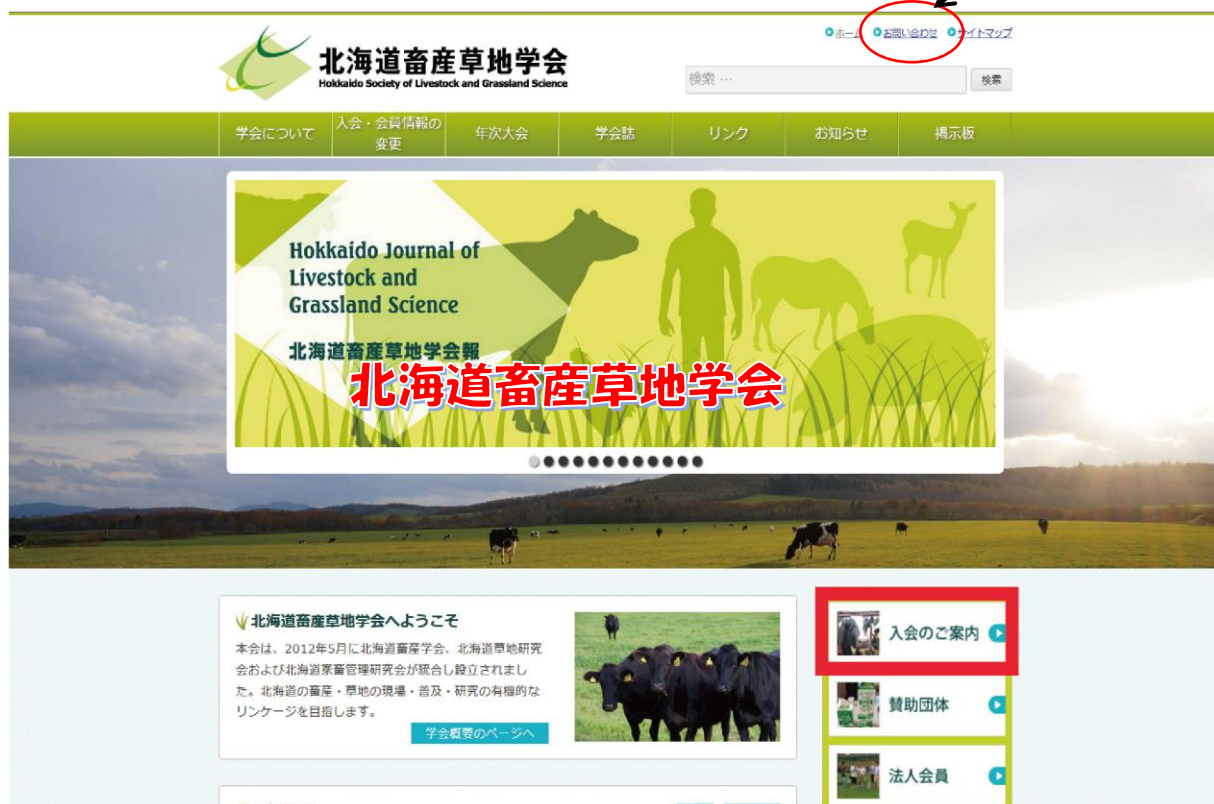 ホーム お問い合わせ サイトマップ
北海道畜産草地学会
Hokkaido Society of Livestock and Grassland Science
検索 … 検索
学会について 入会・会員情報の変更 年次大会 学会誌 リンク お知らせ 掲示板
Hokkaido Journal of
Livestock and
Grassland Science
北海道畜産草地学会報
北海道畜産草地学会
北海道畜産草地学会へようこそ
本会は、2012年5月に北海道畜産学会、北海道草地研究
会および北海道家畜管理研究会が統合し設立されまし
た。北海道の畜産・草地の現場・普及・研究の有機的な
リンケージを目指します。
学会概要のページへ
入会のご案内
賛助団体
法人会員